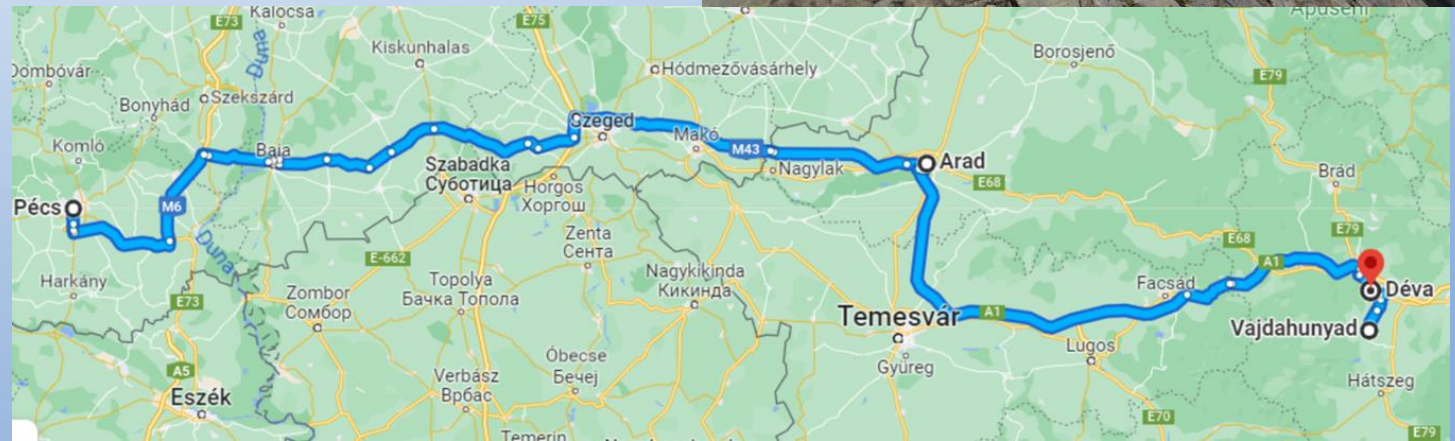 Kalocsa
E73
E75
Apuseni
Duna
Kiskunhalas
Borosjenő
Dombóvár
Hódmezővásárhely
E79
Bonyhád
Szekszárd
Szeged
Makó
Komló
Baja
M43
Szabadka
Суботица
Nagylak
Arad
E68
Brád
Horgos
Хоргош
Pécs
M6
Duna
Zenta
Сента
E68
E79
E-662
A1
Harkány
Topolya
Бачка Топола
Nagykikinda
Кикинда
Facsád
Déva
E73
Zombor
Сомбор
Temesvár
A1
Vajdahunyad
Lugos
Óbecse
Бечеј
Gyüreg
A5
Verbász
Врбас
Hátszeg
Eszék
E70
E79
Temerin